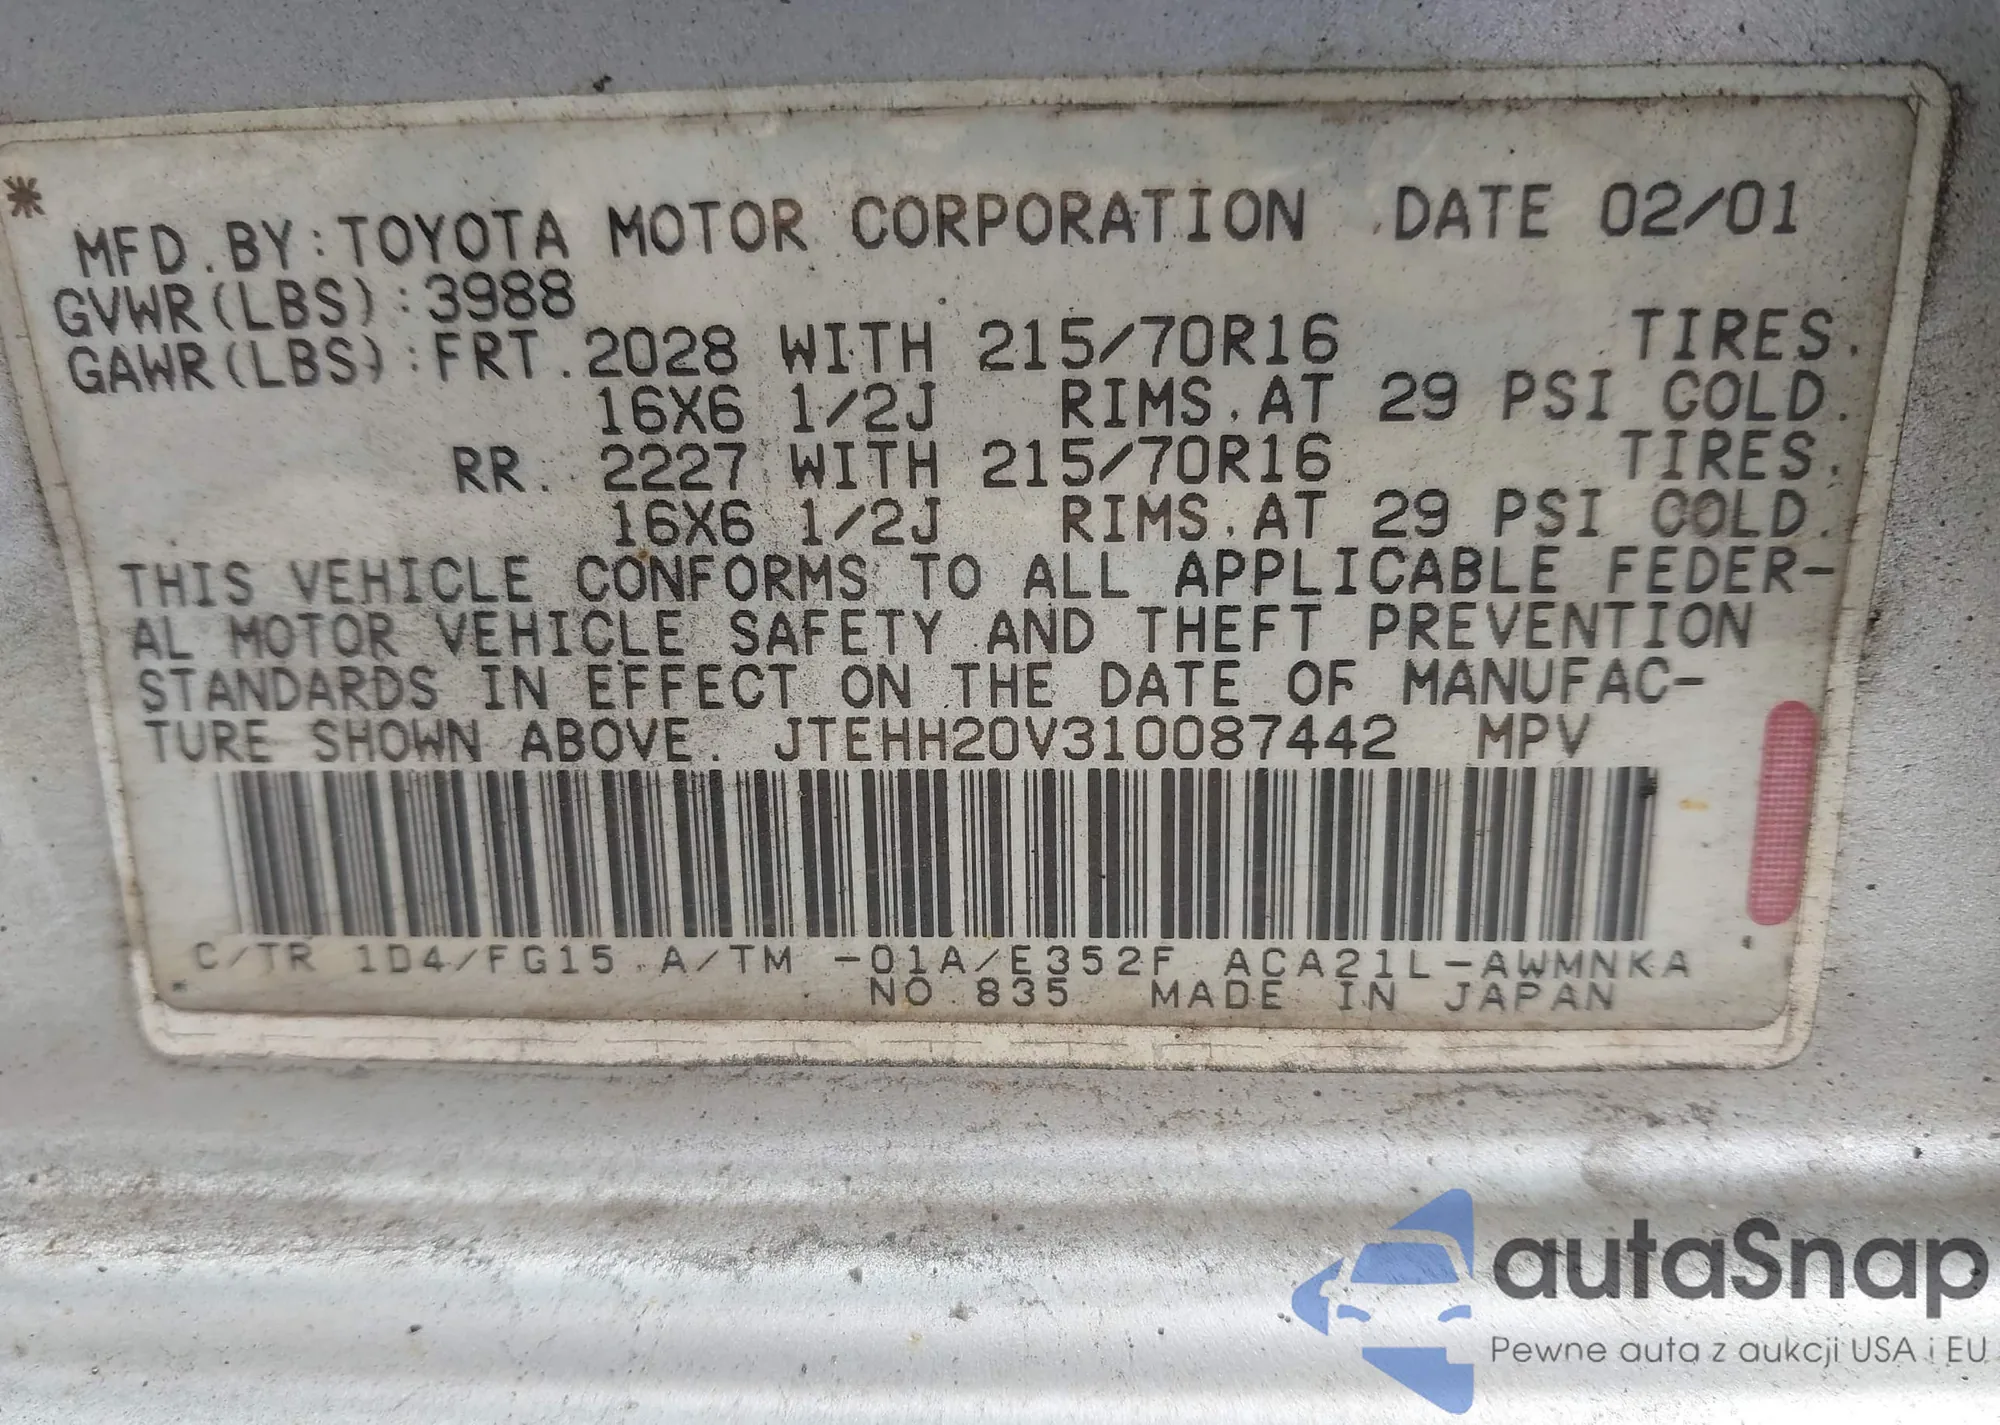 *
MFD.BY:TOYOTA MOTOR CORPORATION DATE 02/01
GVWR(LBS):3988
GAWR(LBS):FRT.2028 WITH 215/70R16 TIRES.
16X6 1/2J RIMS.AT 29 PSI COLD.
RR. 2227 WITH 215/70R16 TIRES.
16X6 1/2J RIMS.AT 29 PSI COLD.
THIS VEHICLE CONFORMS TO ALL APPLICABLE FEDER-
AL MOTOR VEHICLE SAFETY AND THEFT PREVENTION
STANDARDS IN EFFECT ON THE DATE OF MANUFAC-
TURE SHOWN ABOVE. JTEHH20V310087442 MPV
C/TR 1D4/FG15 A/TM -01A/E352F ACA21L-AWMNKA
NO.835 MADE IN JAPAN
autaSnap
Pewne auta z aukcji USA i EU